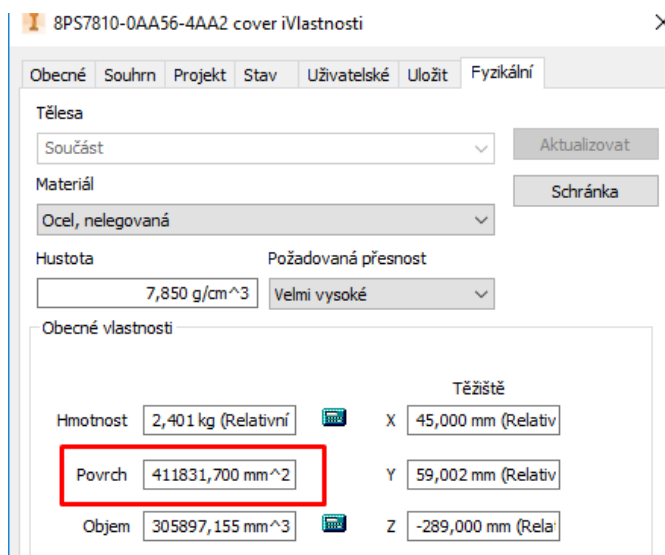 8PS7810-0AA56-4AA2 cover iVlastnosti
Obecné Souhrn Projekt Stav Uživatelské Uložit Fyzikální
Tělesa
Součást Aktualizovat
Materiál
Schránka
Ocel, nelegovaná
Hustota Požadovaná přesnost
7,850 g/cm^3 Velmi vysoké
Obecné vlastnosti
Těžiště
Hmotnost 2,401 kg (Relativní X 45,000 mm (Relativ
Povrch 411831,700 mm^2 Y 59,002 mm (Relativ
Objem 305897,155 mm^3 Z -289,000 mm (Rela